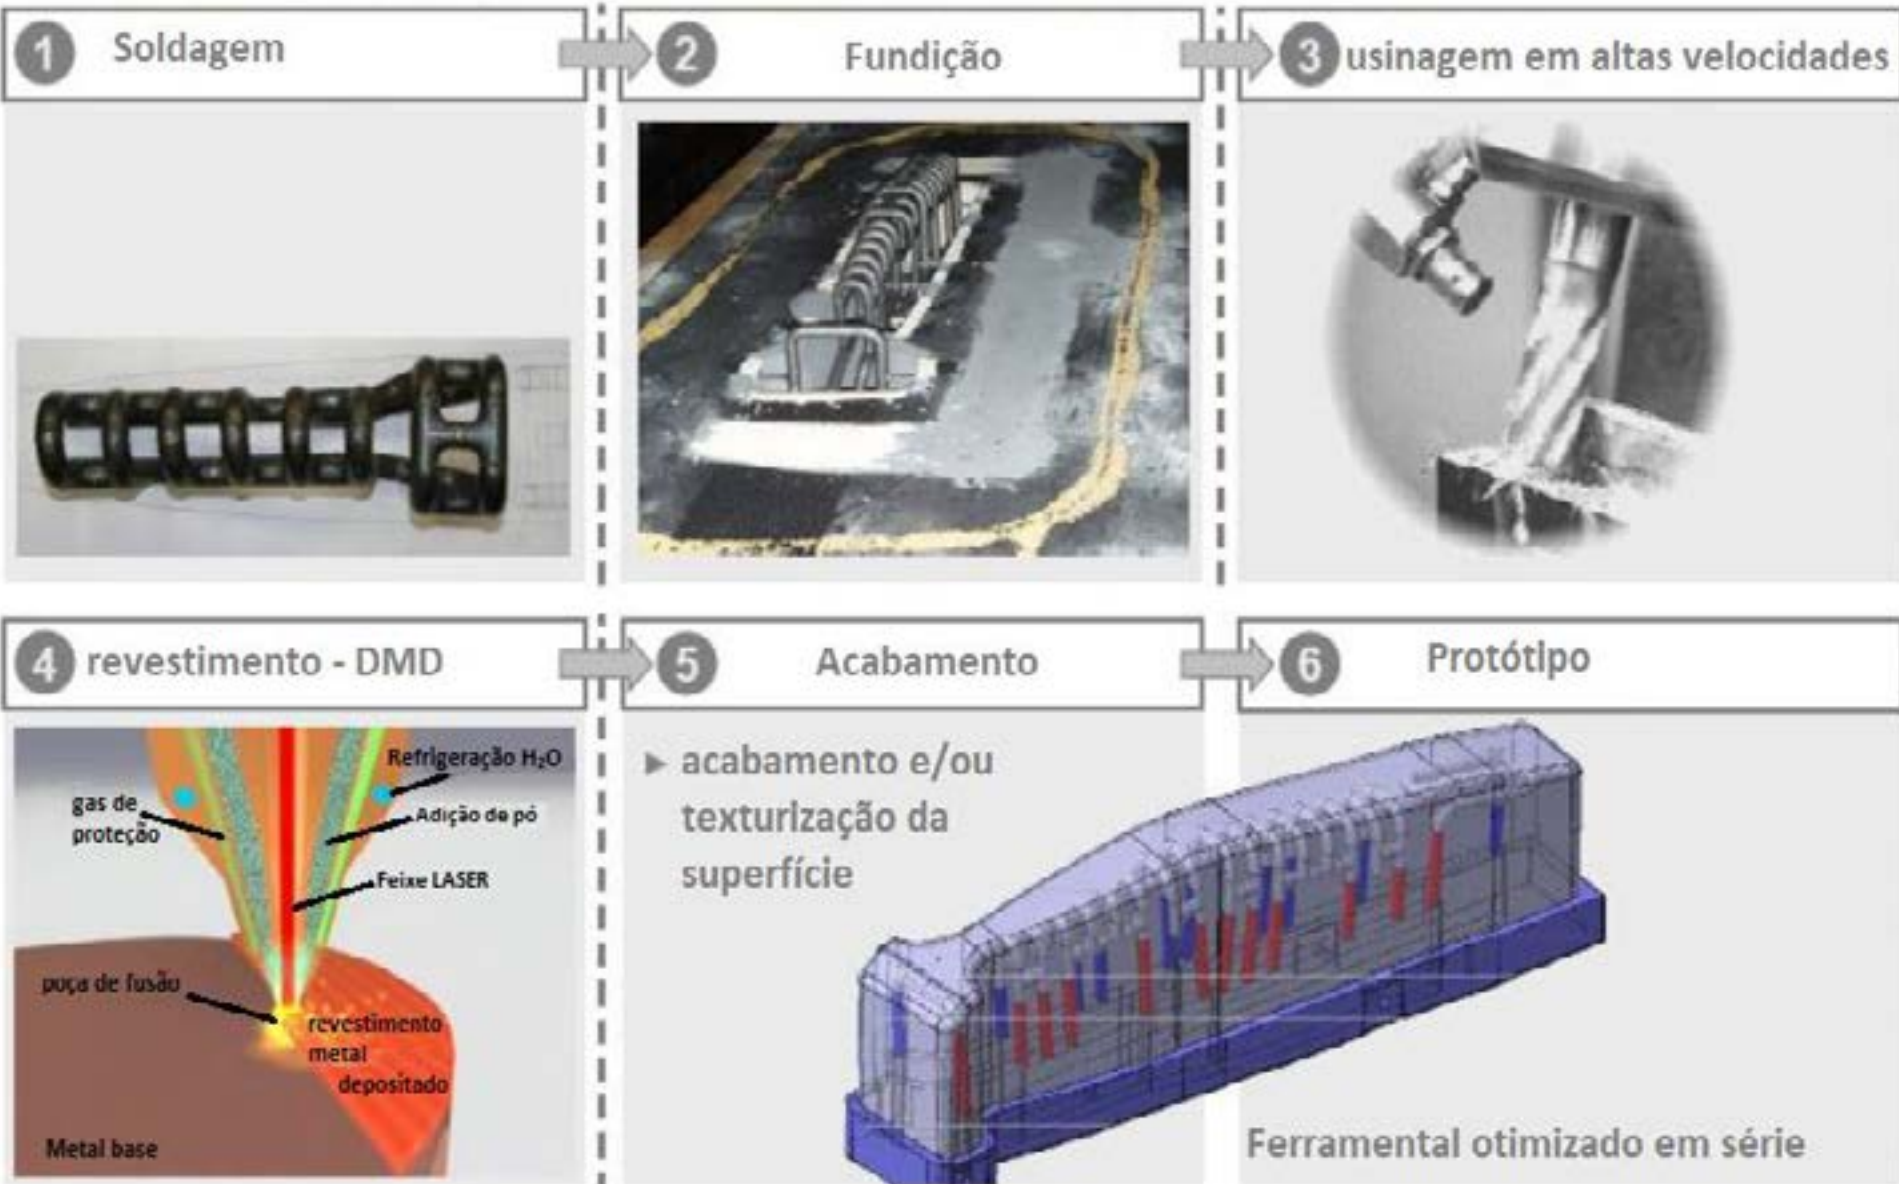 1 Soldagem
2 Fundição
3 usinagem em altas velocidades
4 revestimento - DMD
Refrigeração H₂O
gas de
proteção
Adição de pó
Feixe LASER
poça de fusão
revestimento
metal
depositado
Metal base
5 Acabamento
▶ acabamento e/ou
texturização da
superfície
6 Protótipo
Ferramental otimizado em série